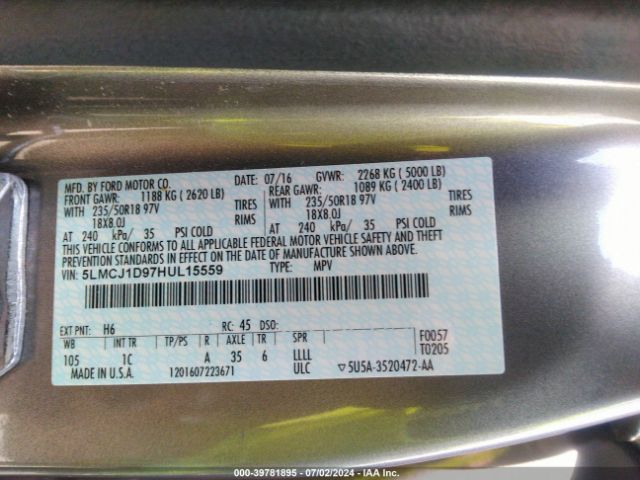 MFD. BY FORD MOTOR CO. DATE: 07/16 GVWR: 2268 KG ( 5000 LB)
FRONT GAWR: 1188 KG ( 2620 LB) REAR GAWR: 1089 KG ( 2400 LB)
WITH 235/50R18 97V TIRES WITH 235/50R18 97V TIRES
18X8.0J RIMS 18X8.0J RIMS
AT 240 kPa/ 35 PSI COLD AT 240 kPa/ 35 PSI COLD
THIS VEHICLE CONFORMS TO ALL APPLICABLE FEDERAL MOTOR VEHICLE SAFETY AND THEFT
PREVENTION STANDARDS IN EFFECT ON THE DATE OF MANUFACTURE SHOWN ABOVE.
VIN: 5LMCJ1D97HUL15559 TYPE: MPV
EXT PNT: H6 RC: 45 DSO:
WB INT TR TP/PS R AXLE TR SPR F0057
105 1C A 35 6 LLLL T0205
MADE IN U.S.A. 1201607223671 ULC ▽5U5A-3520472-AA
000-39781895 - 07/02/2024 - IAA Inc.